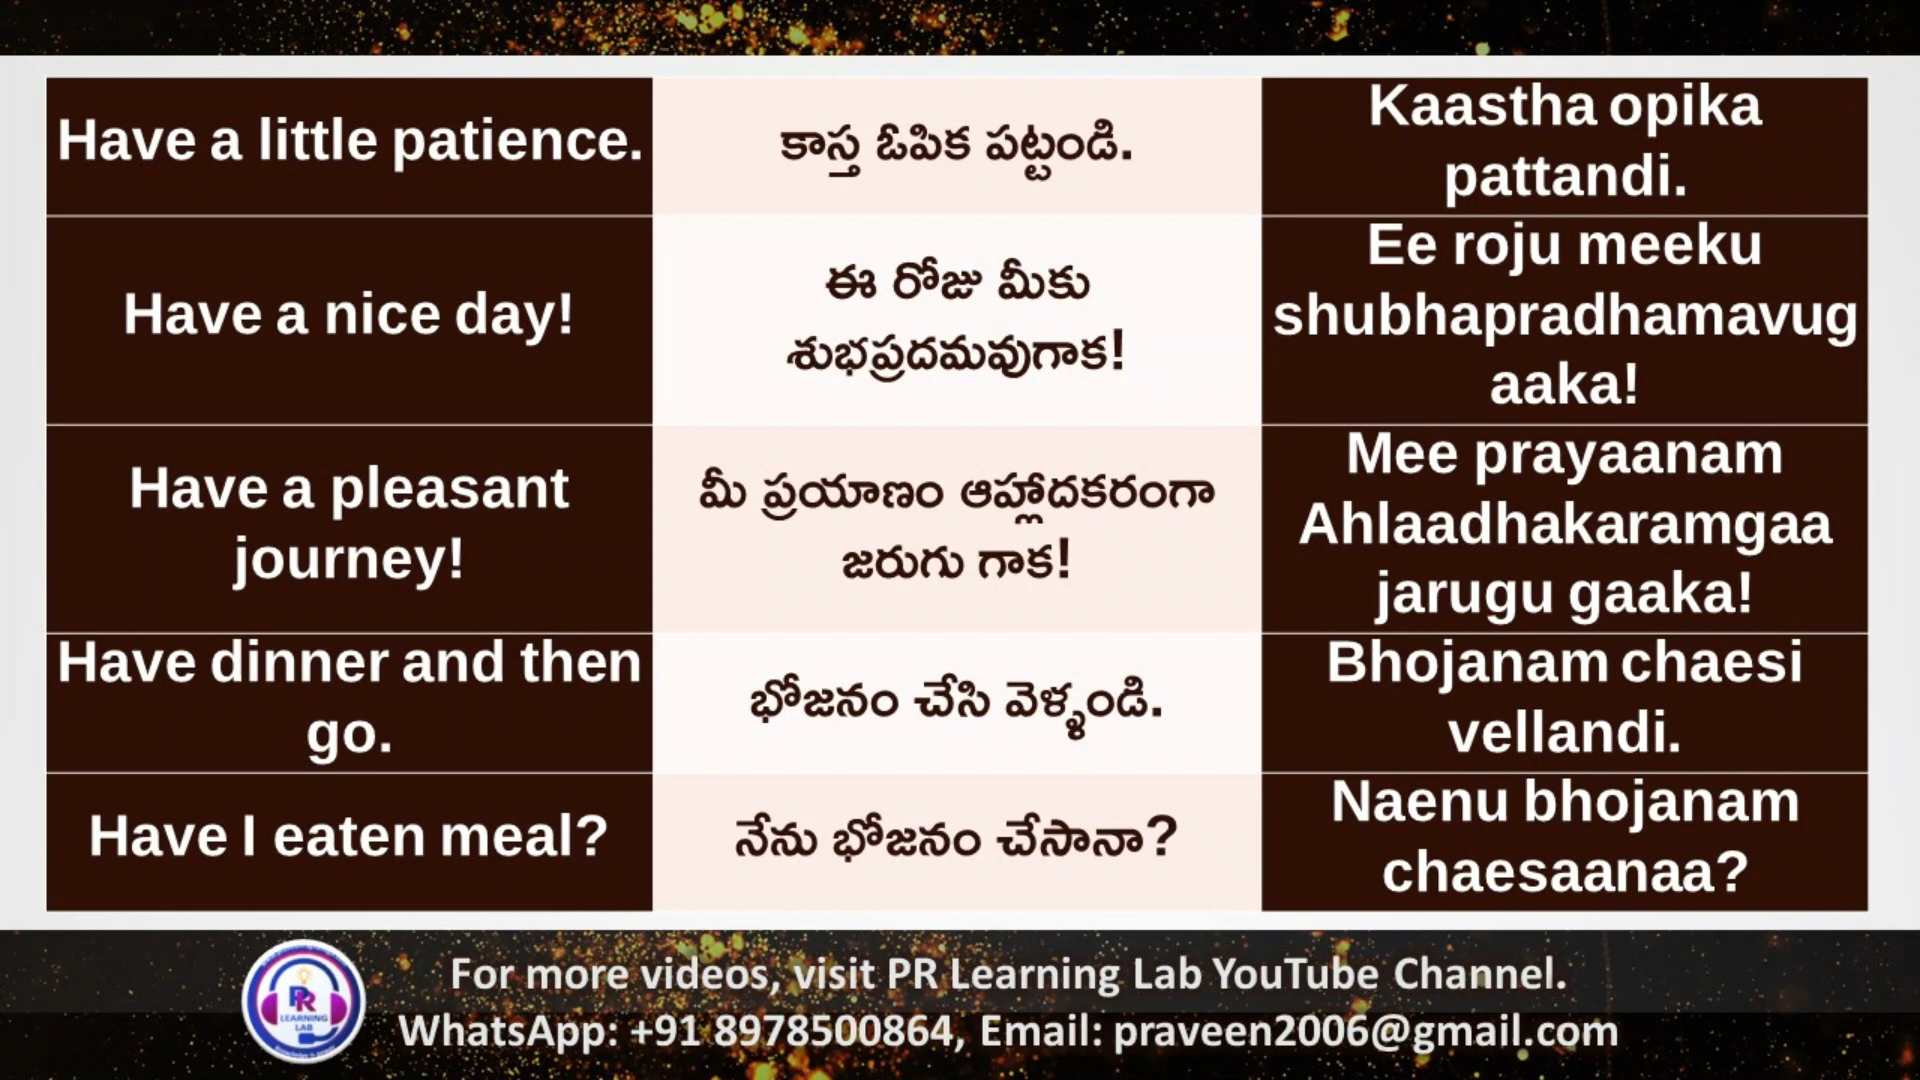 Have a little patience.
కాస్త ఓపిక పట్టండి.
Kaastha opika
pattandi.
Have a nice day!
ఈ రోజు మీకు
శుభప్రదమవుగాక!
Ee roju meeku
shubhapradhamavug
aaka!
Have a pleasant
journey!
మీ ప్రయాణం ఆహ్లాదకరంగా
జరుగు గాక!
Mee prayaanam
Ahlaadhakaramgaa
jarugu gaaka!
Have dinner and then
go.
భోజనం చేసి వెళ్ళండి.
Bhojanam chaesi
vellandi.
Have I eaten meal?
నేను భోజనం చేసానా?
Naenu bhojanam
chaesaanaa?
PR
LEARNING
LAB
For more videos, visit PR Learning Lab YouTube Channel.
WhatsApp: +91 8978500864, Email: praveen2006@gmail.com